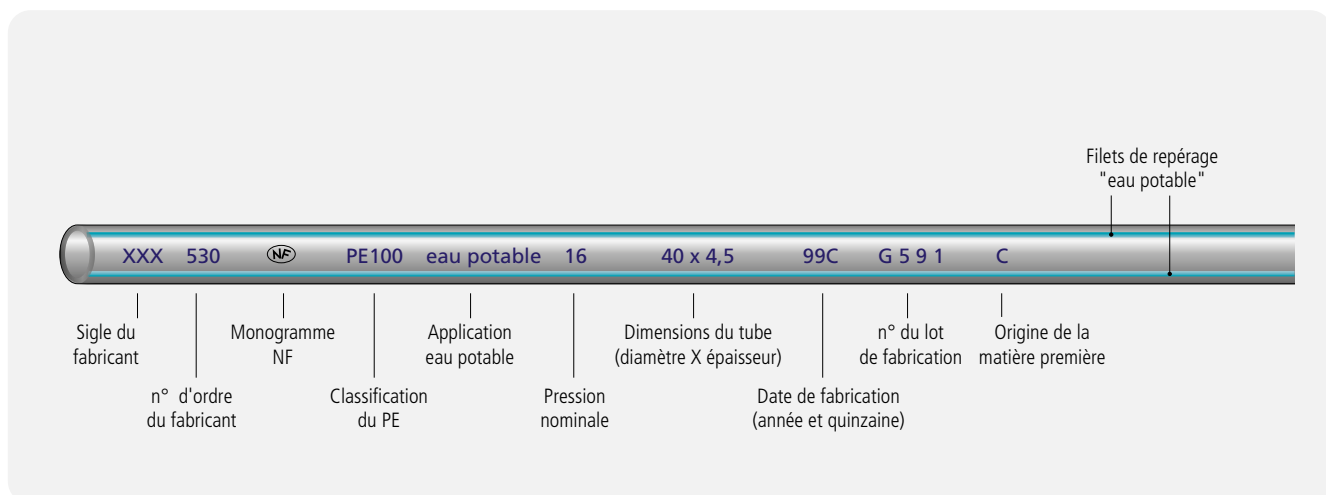 Filets de repérage
"eau potable"
XXX 530 NF PE100 eau potable 16 40 x 4,5 99C G 5 9 1 C
Sigle du
fabricant
n° d'ordre
du fabricant
Monogramme
NF
Classification
du PE
Application
eau potable
Pression
nominale
Dimensions du tube
(diamètre X épaisseur)
Date de fabrication
(année et quinzaine)
n° du lot
de fabrication
Origine de la
matière première